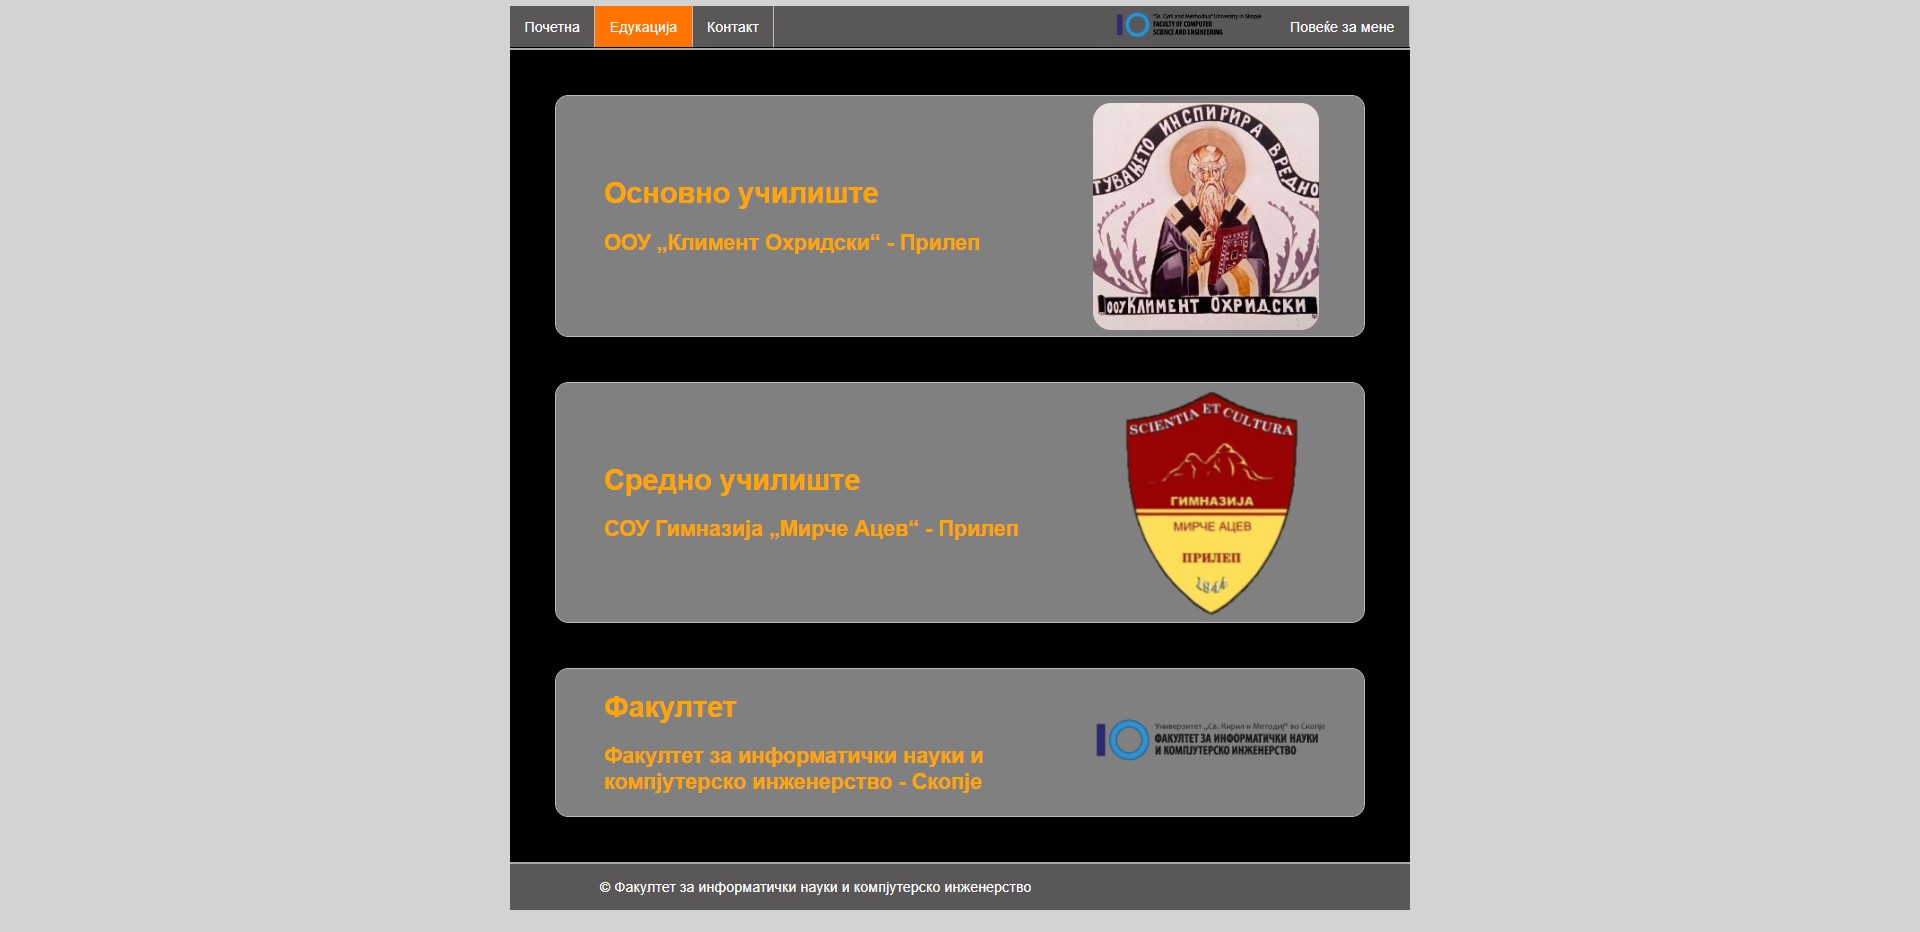 Почетна
Едукација
Контакт
"Ss. Cyril and Methodius" University in Skopje
FACULTY OF COMPUTER
SCIENCE AND ENGINEERING
Повеќе за мене
Основно училиште
ООУ „Климент Охридски“ - Прилеп
ТУВАЊЕТО ИНСПИРИРА ВРЕДНО
ООУ КЛИМЕНТ ОХРИДСКИ
Средно училиште
СОУ Гимназија „Мирче Ацев“ - Прилеп
SCIENTIA ET CULTURA
ГИМНАЗИЈА
МИРЧЕ АЦЕВ
ПРИЛЕП
Факултет
Факултет за информатички науки и
компјутерско инженерство - Скопје
Универзитет „Св. Кирил и Методиј“ во Скопје
ФАКУЛТЕТ ЗА ИНФОРМАТИЧКИ НАУКИ
И КОМПЈУТЕРСКО ИНЖЕНЕРСТВО
© Факултет за информатички науки и компјутерско инженерство